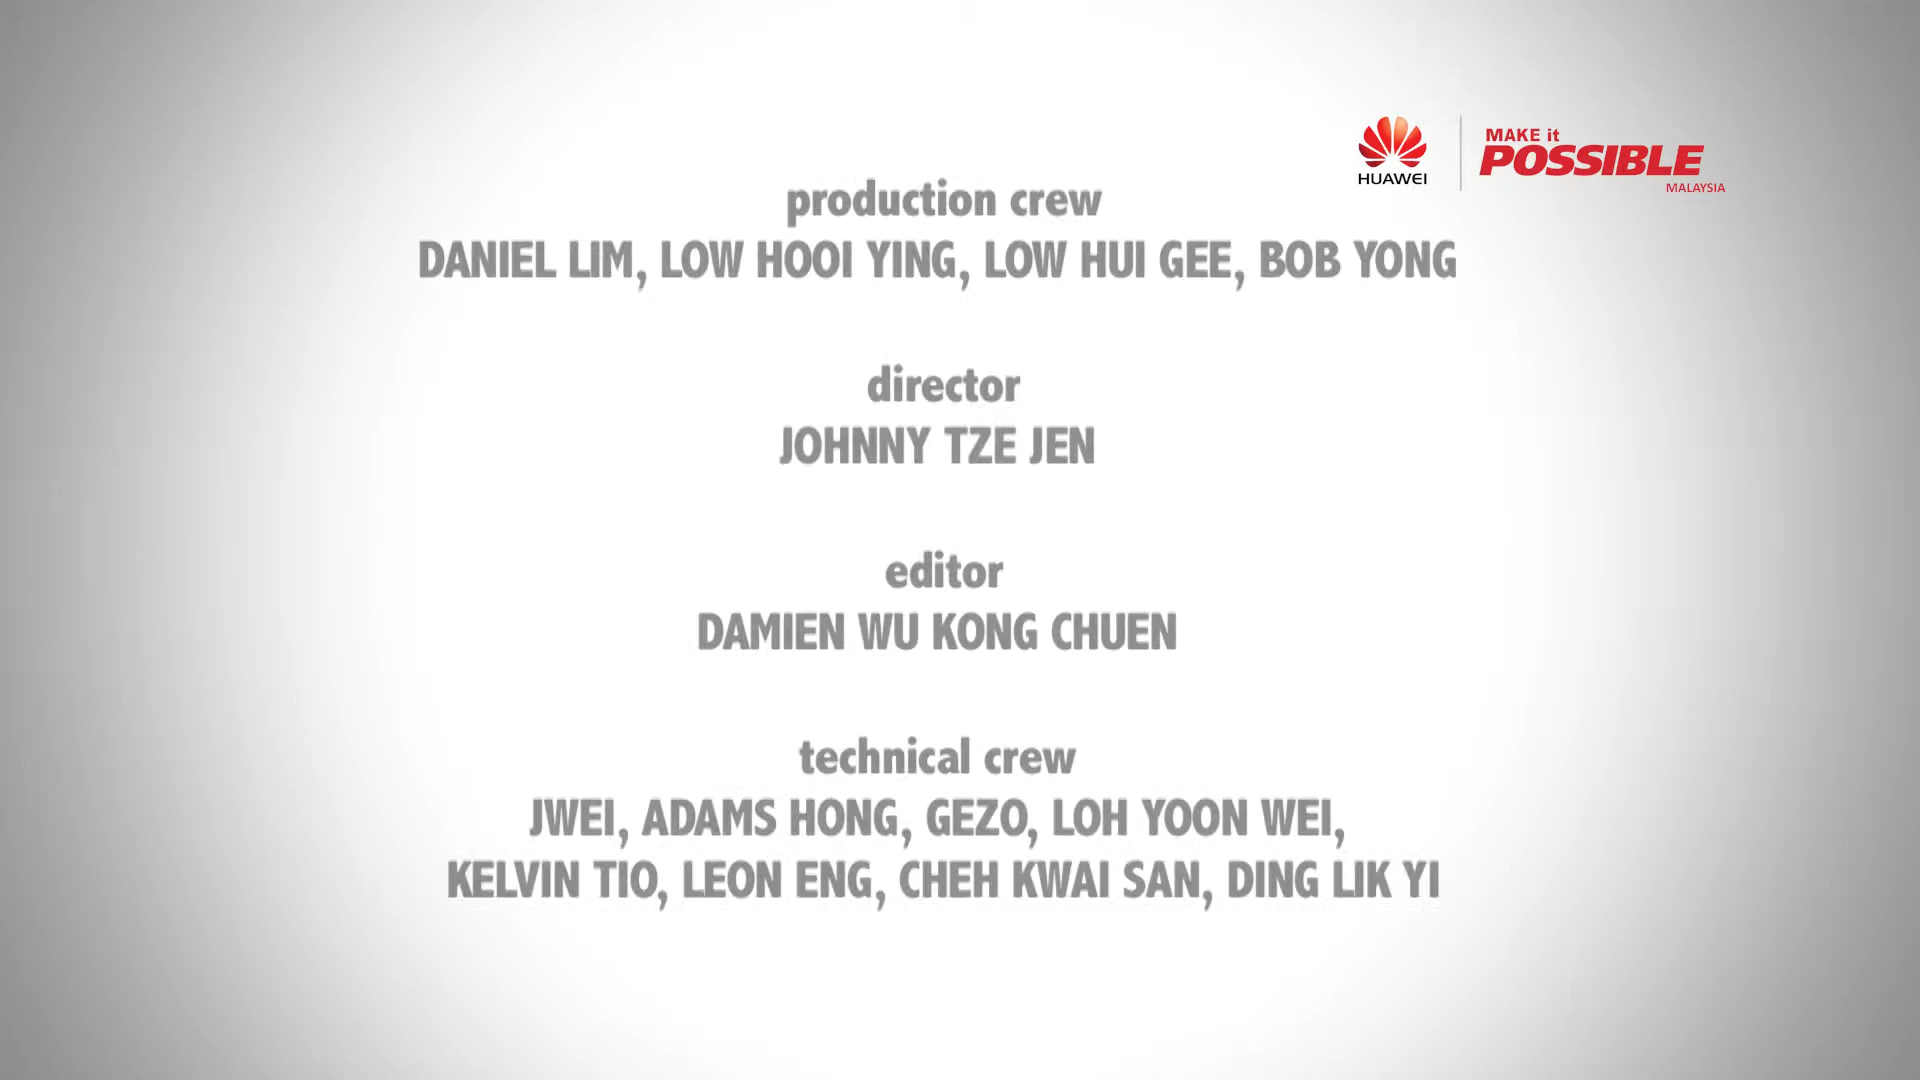 HUAWEI
MAKE it
POSSIBLE
MALAYSIA
production crew
DANIEL LIM, LOW HOOI YING, LOW HUI GEE, BOB YONG
director
JOHNNY TZE JEN
editor
DAMIEN WU KONG CHUEN
technical crew
JWEI, ADAMS HONG, GEZO, LOH YOON WEI,
KELVIN TIO, LEON ENG, CHEH KWAI SAN, DING LIK YI